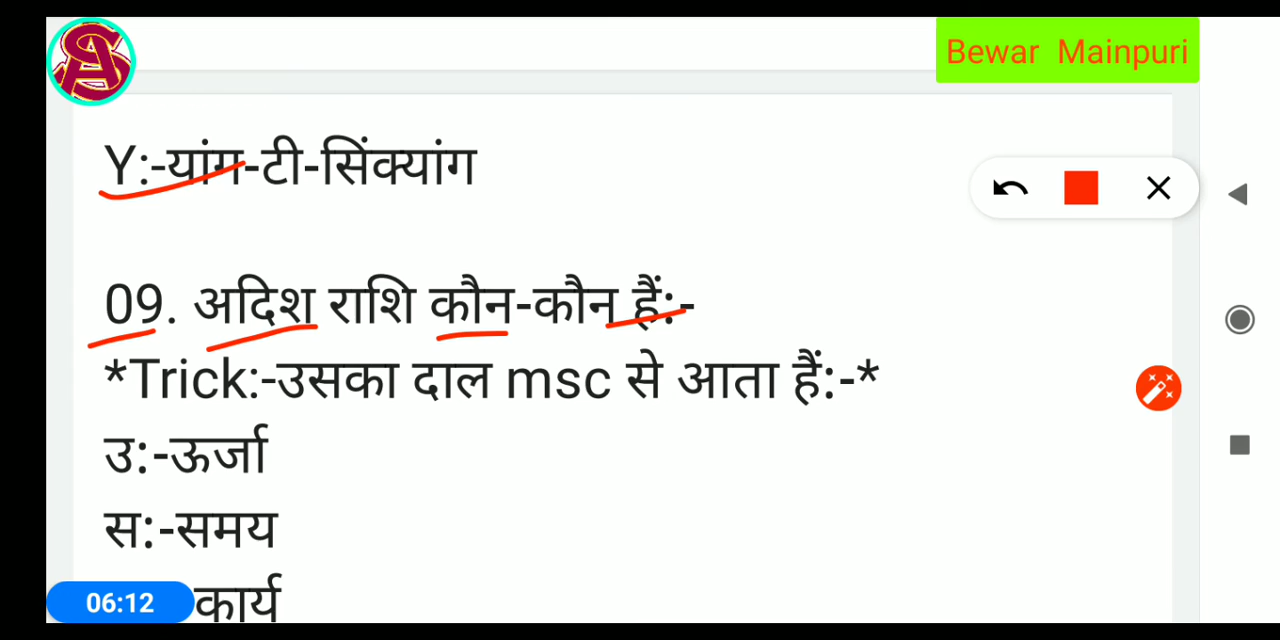 Bewar Mainpuri
Y:-यांग-टी-सिंक्यांग
09. अदिश राशि कौन-कौन हैं:-
*Trick:-उसका दाल msc से आता हैं:-*
उ:-ऊर्जा
स:-समय
कार्य
06:12